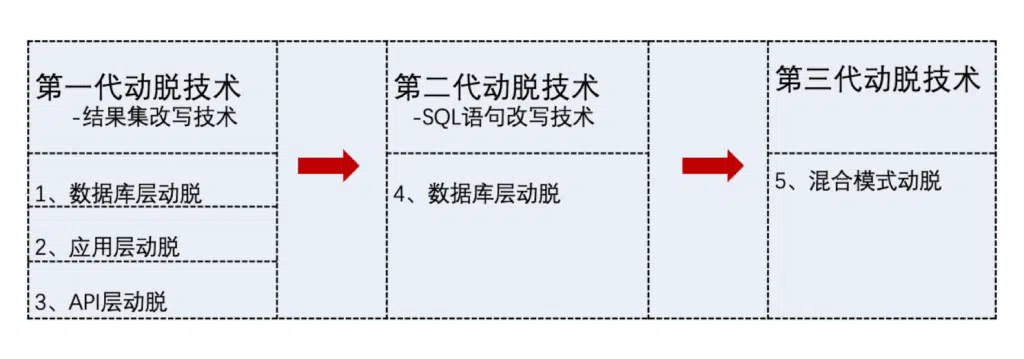 第一代动脱技术
-结果集改写技术
1、数据库层动脱
2、应用层动脱
3、API层动脱
第二代动脱技术
-SQL语句改写技术
4、数据库层动脱
第三代动脱技术
5、混合模式动脱